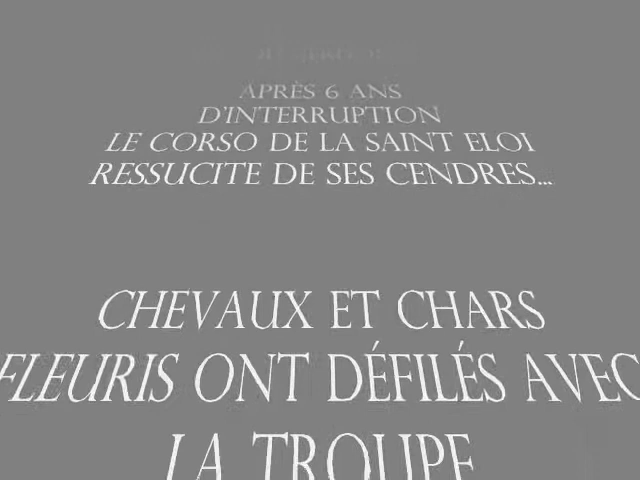 APRÈS 6 ANS
D'INTERRUPTION
LE CORSO DE LA SAINT ELOI
RESSUCITE DE SES CENDRES...
CHEVAUX ET CHARS
FLEURIS ONT DÉFILÉS AVEC
LA TROUPE